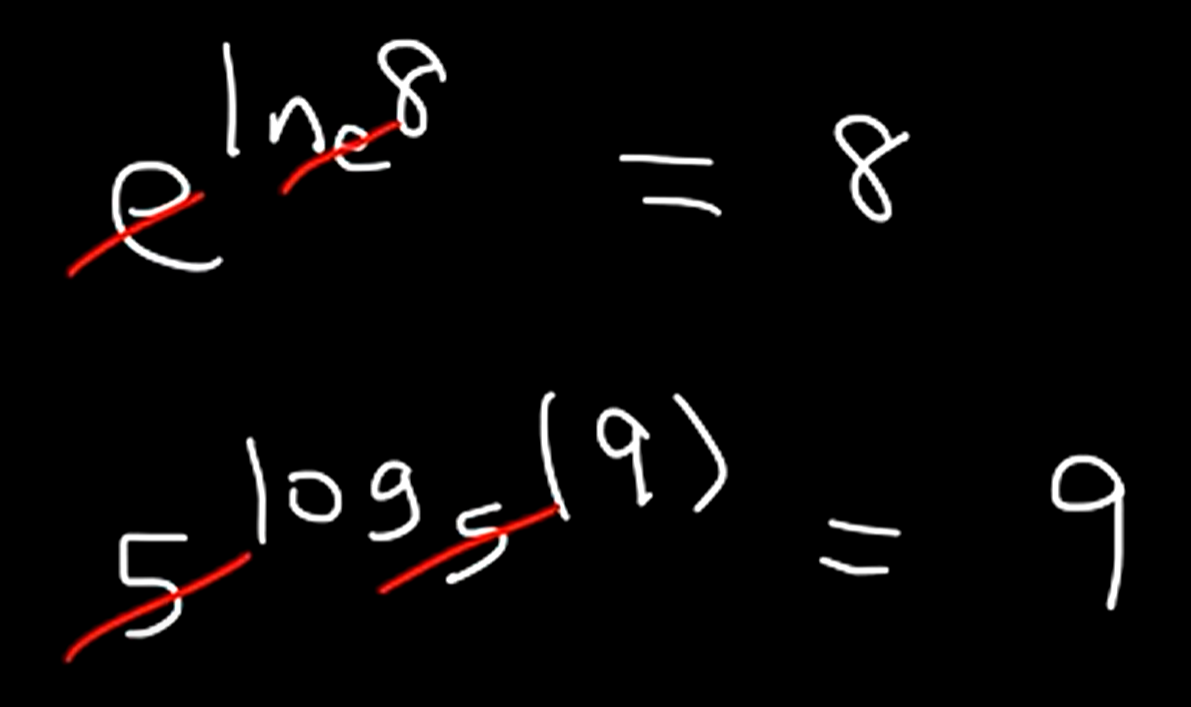 e^{ln_e 8} = 8
5^{log_5 (9)} = 9